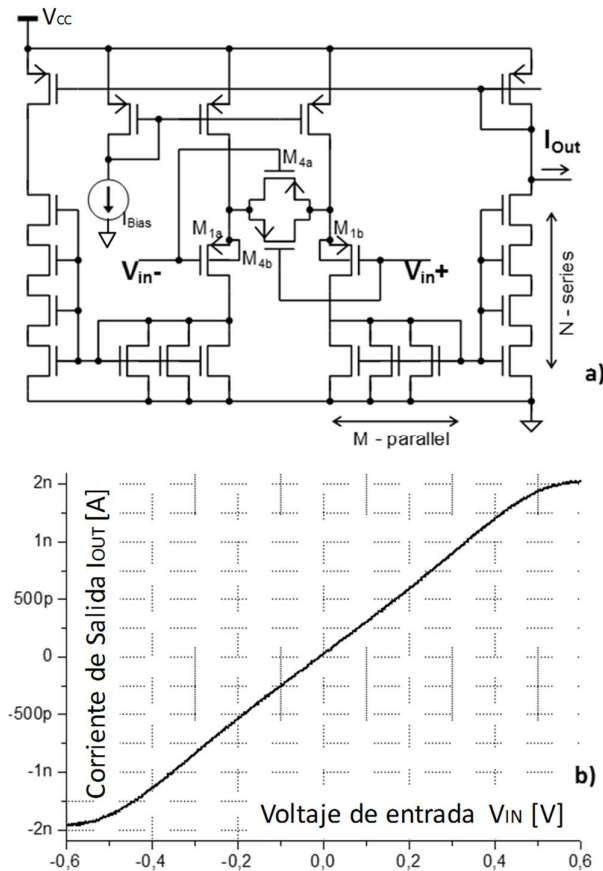 VCC
IOut
M4a
IBias
M1a
M1b
M4b
Vin-
Vin+
N - series
a)
M - parallel
2n
1n
500p
0
-500p
-1n
-2n
Corriente de Salida IOUT [A]
b)
Voltaje de entrada VIN [V]
-0,6
-0,4
-0,2
0,0
0,2
0,4
0,6